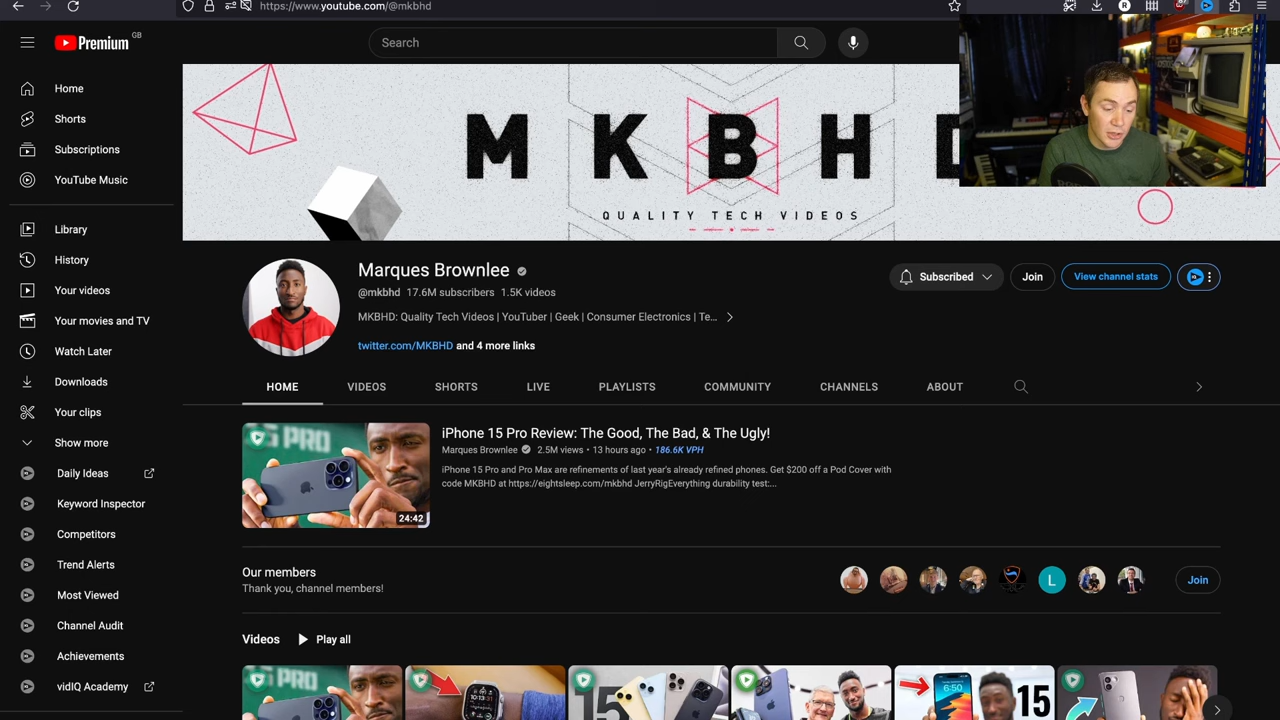 https://www.youtube.com/@mkbhd
Premium GB
Search
Home
Shorts
Subscriptions
YouTube Music
Library
History
Your videos
Your movies and TV
Watch Later
Downloads
Your clips
Show more
Daily Ideas
Keyword Inspector
Competitors
Trend Alerts
Most Viewed
Channel Audit
Achievements
vidIQ Academy
MKBHD
QUALITY TECH VIDEOS
Marques Brownlee
@mkbhd 17.6M subscribers 1.5K videos
MKBHD: Quality Tech Videos | YouTuber | Geek | Consumer Electronics | Te...
twitter.com/MKBHD and 4 more links
Subscribed
Join
View channel stats
HOME
VIDEOS
SHORTS
LIVE
PLAYLISTS
COMMUNITY
CHANNELS
ABOUT
15 PRO
24:42
iPhone 15 Pro Review: The Good, The Bad, & The Ugly!
Marques Brownlee 2.5M views • 13 hours ago • 186.6K VPH
iPhone 15 Pro and Pro Max are refinements of last year's already refined phones. Get $200 off a Pod Cover with
code MKBHD at https://eightsleep.com/mkbhd JerryRigEverything durability test:...
Our members
Thank you, channel members!
L
Join
Videos Play all
15 PRO
15
6:50
15